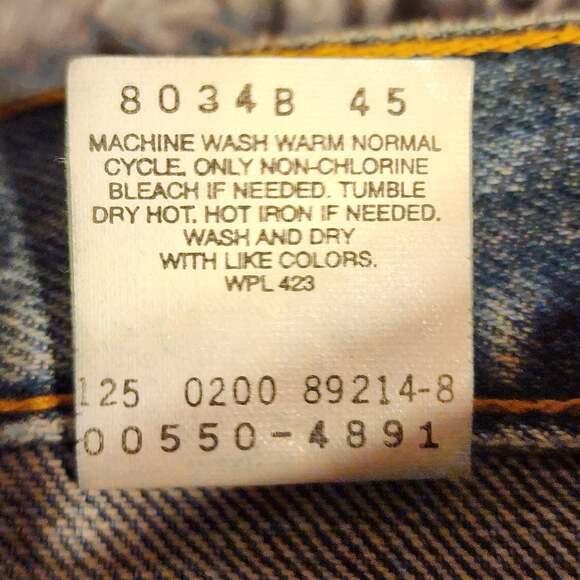 8034B 45
MACHINE WASH WARM NORMAL
CYCLE. ONLY NON-CHLORINE
BLEACH IF NEEDED. TUMBLE
DRY HOT. HOT IRON IF NEEDED.
WASH AND DRY
WITH LIKE COLORS.
WPL 423
125 0200 89214-8
00550-4891